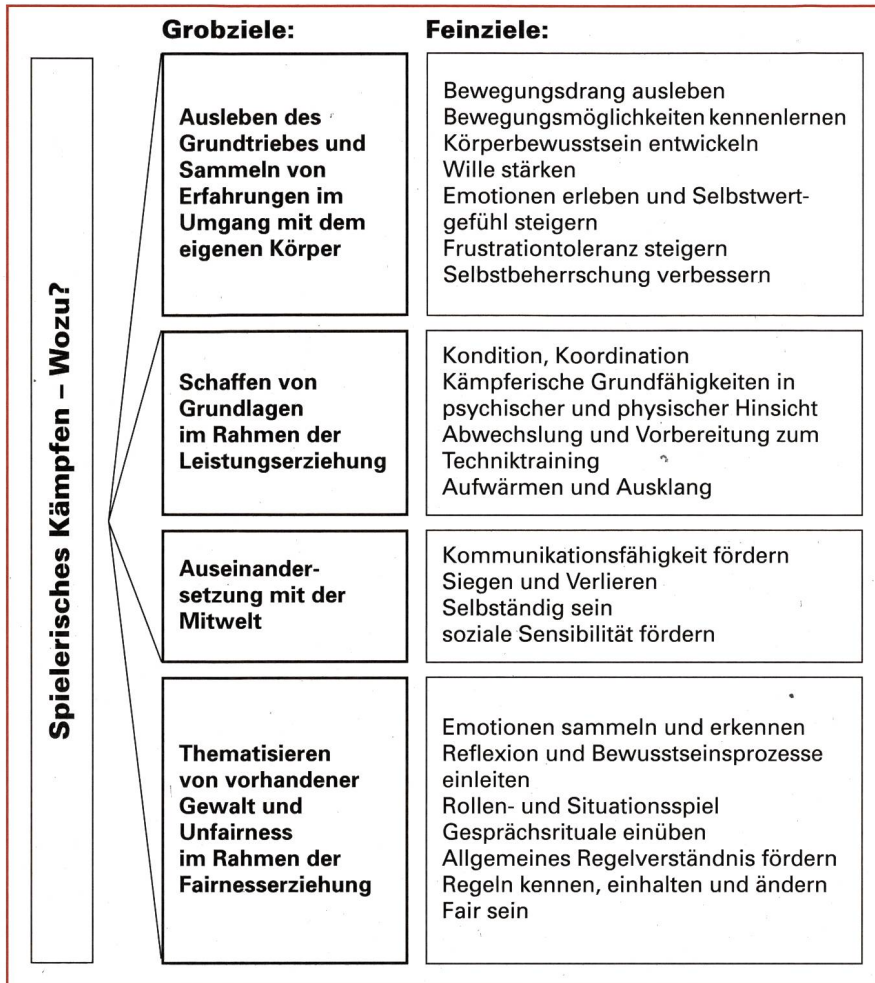 Grobziele:
Feinziele:
Spielerisches Kämpfen – Wozu?
Ausleben des
Grundtriebes und
Sammeln von
Erfahrungen im
Umgang mit dem
eigenen Körper
Bewegungsdrang ausleben
Bewegungsmöglichkeiten kennenlernen
Körperbewusstsein entwickeln
Wille stärken
Emotionen erleben und Selbstwert-
gefühl steigern
Frustrationtoleranz steigern
Selbstbeherrschung verbessern
Schaffen von
Grundlagen
im Rahmen der
Leistungserziehung
Kondition, Koordination
Kämpferische Grundfähigkeiten in
psychischer und physischer Hinsicht
Abwechslung und Vorbereitung zum
Techniktraining
Aufwärmen und Ausklang
Auseinander-
setzung mit der
Mitwelt
Kommunikationsfähigkeit fördern
Siegen und Verlieren
Selbständig sein
soziale Sensibilität fördern
Thematisieren
von vorhandener
Gewalt und
Unfairness
im Rahmen der
Fairnesserziehung
Emotionen sammeln und erkennen
Reflexion und Bewusstseinsprozesse
einleiten
Rollen- und Situationsspiel
Gesprächsrituale einüben
Allgemeines Regelverständnis fördern
Regeln kennen, einhalten und ändern
Fair sein